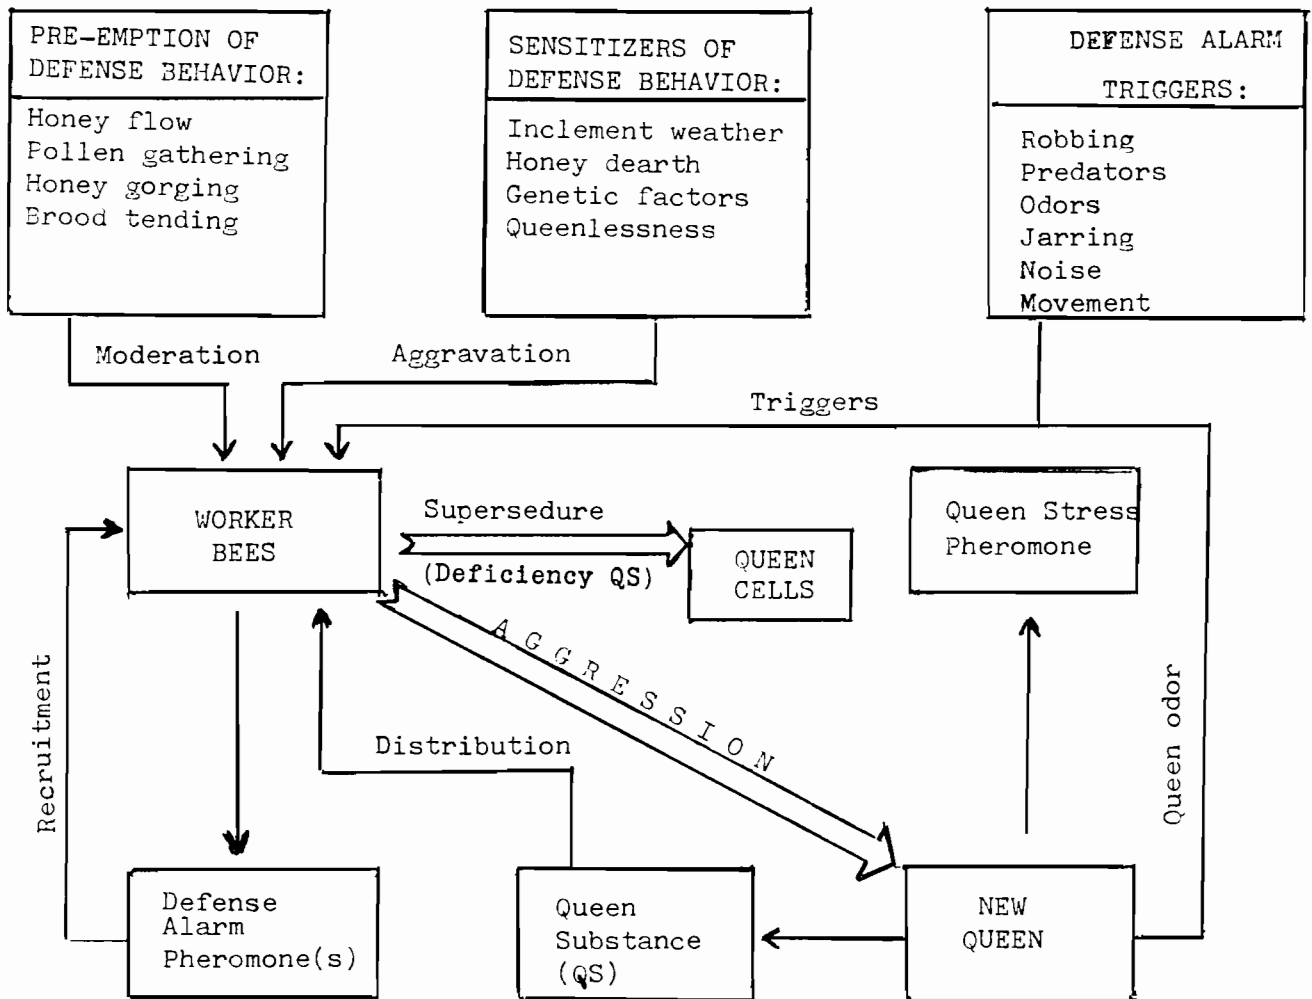 PRE-EMPTION OF
DEFENSE BEHAVIOR:
Honey flow
Pollen gathering
Honey gorging
Brood tending
SENSITIZERS OF
DEFENSE BEHAVIOR:
Inclement weather
Honey dearth
Genetic factors
Queenlessness
DEFENSE ALARM
TRIGGERS:
Robbing
Predators
Odors
Jarring
Noise
Movement
Moderation
Aggravation
Triggers
WORKER
BEES
Supersedure
(Deficiency QS)
QUEEN
CELLS
Queen Stress
Pheromone
AGGRESSION
Recruitment
Distribution
Queen odor
Defense
Alarm
Pheromone(s)
Queen
Substance
(QS)
NEW
QUEEN